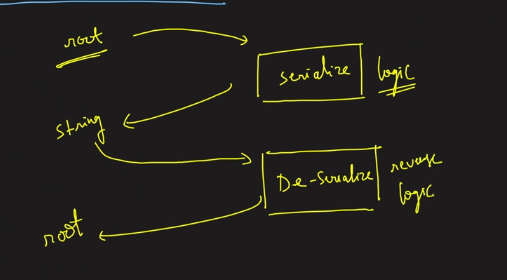 root
serialize logic
string
De-Serialize reverse
logic
root